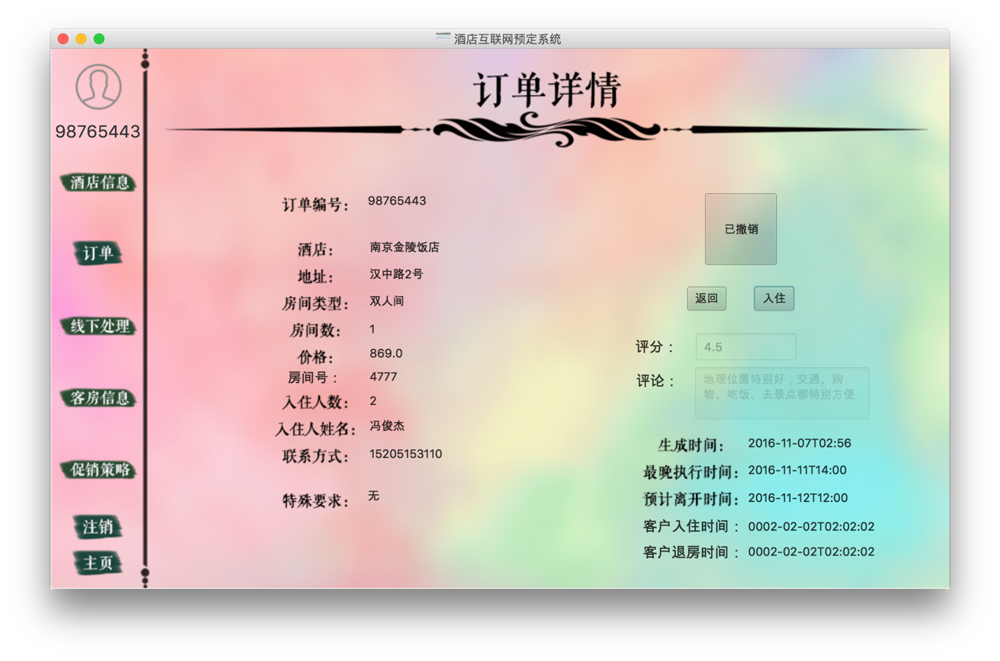 酒店互联网预定系统
98765443
酒店信息
订单
线下处理
客房信息
促销策略
注销
主页
订单详情
订单编号： 98765443
酒店： 南京金陵饭店
地址： 汉中路2号
房间类型： 双人间
房间数： 1
价格： 869.0
房间号： 4777
入住人数： 2
入住人姓名： 冯俊杰
联系方式： 15205153110
特殊要求： 无
已撤销
返回 入住
评分： 4.5
评论： 地理位置特别好，交通、购
物、吃饭、去景点都特别方便
生成时间： 2016-11-07T02:56
最晚执行时间： 2016-11-11T14:00
预计离开时间： 2016-11-12T12:00
客户入住时间： 0002-02-02T02:02:02
客户退房时间： 0002-02-02T02:02:02